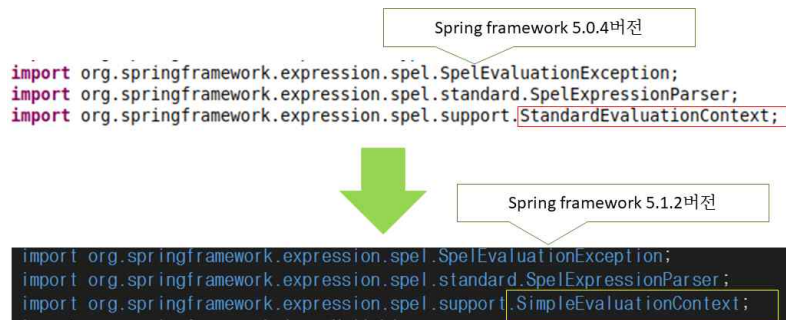 Spring framework 5.0.4버전
import org.springframework.expression.spel.SpelEvaluationException;
import org.springframework.expression.spel.standard.SpelExpressionParser;
import org.springframework.expression.spel.support.StandardEvaluationContext;
Spring framework 5.1.2버전
import org.springframework.expression.spel.SpelEvaluationException;
import org.springframework.expression.spel.standard.SpelExpressionParser;
import org.springframework.expression.spel.support.SimpleEvaluationContext;